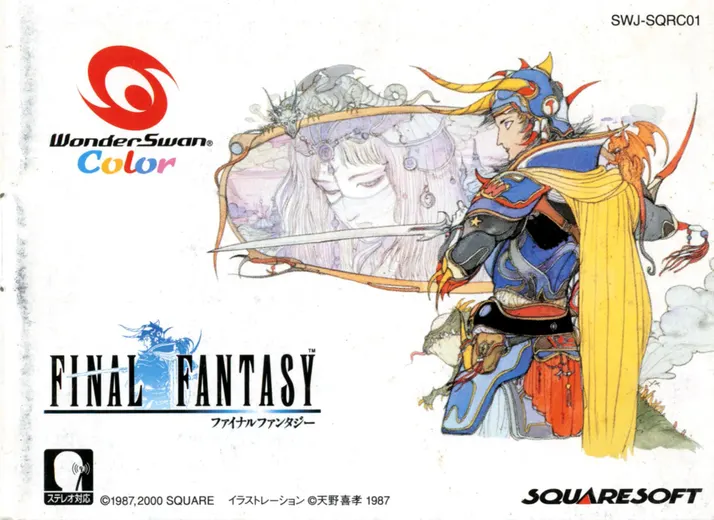 SWJ-SQRC01
WonderSwan®
Color
FINAL FANTASY™
ファイナルファンタジー
ステレオ対応
©1987,2000 SQUARE イラストレーション ©天野喜孝 1987
SQUARESOFT